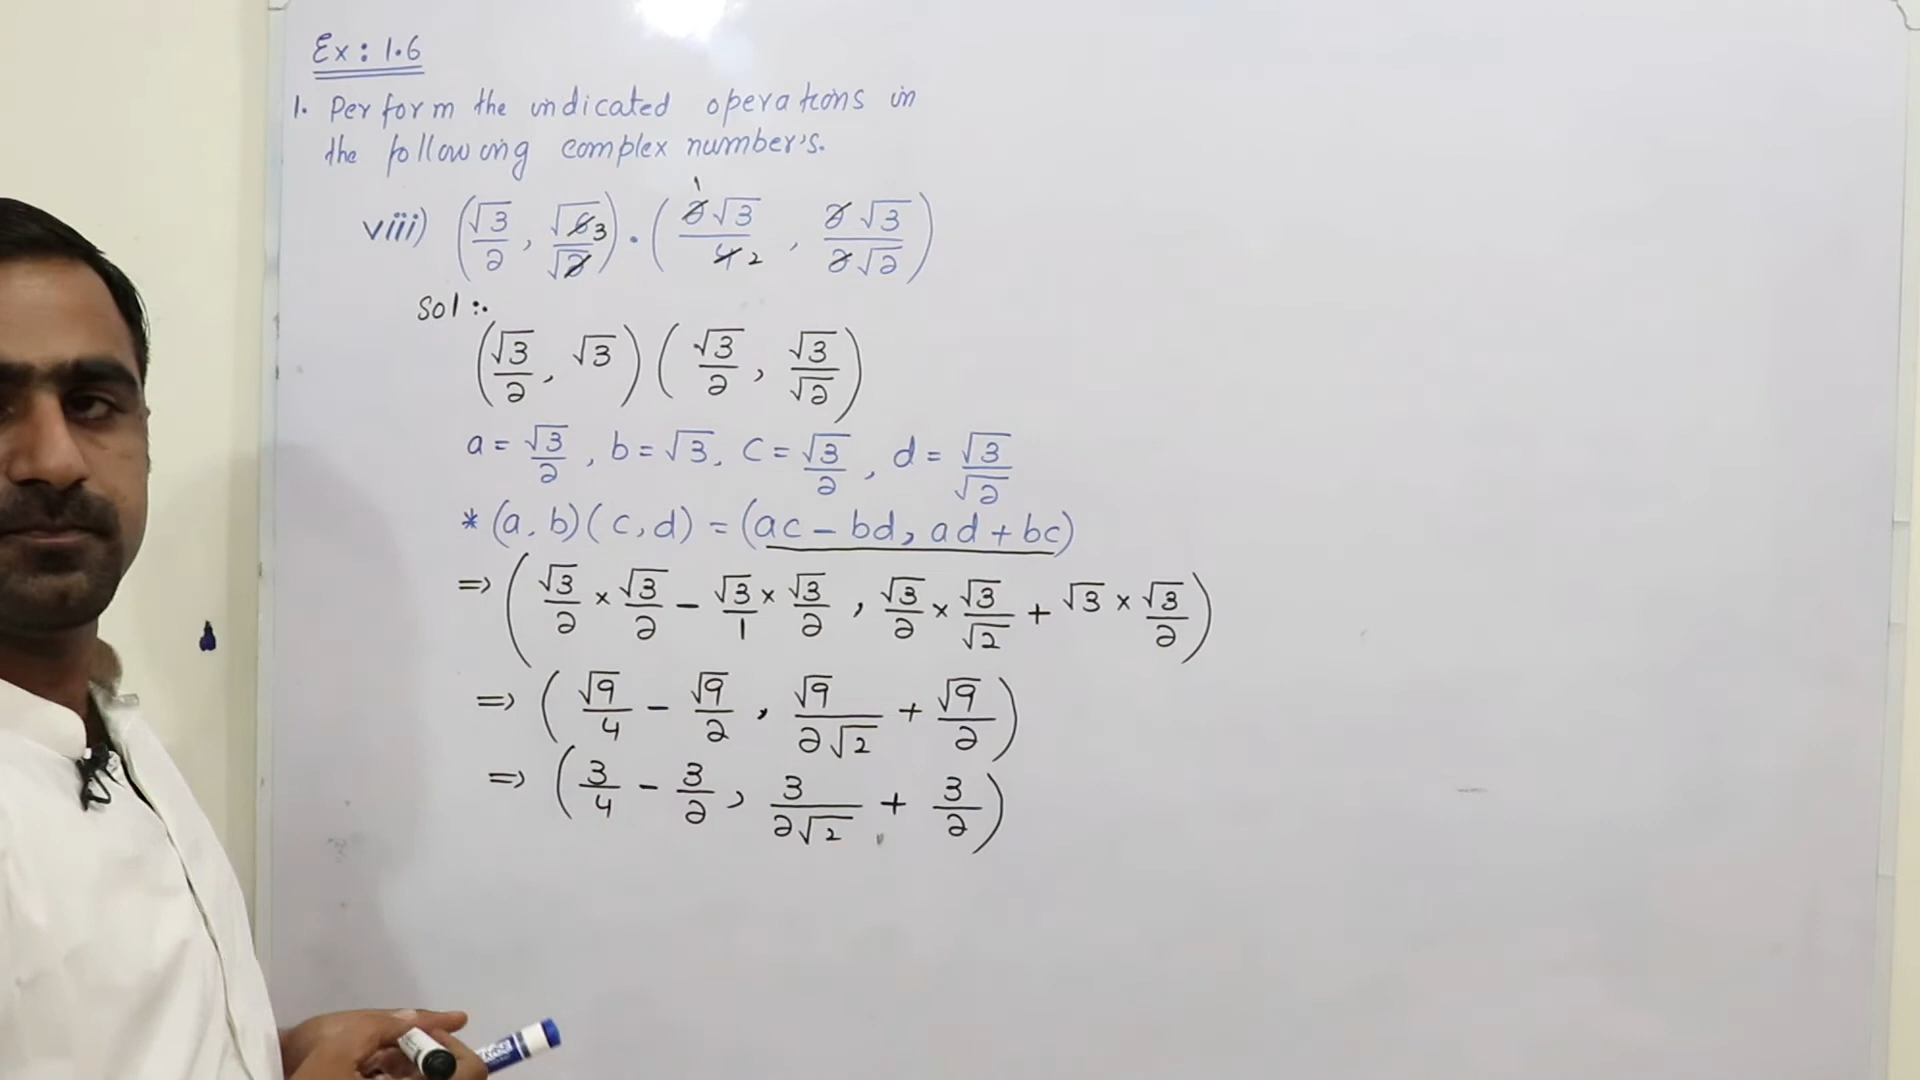 Ex: 1.6
1. Perform the indicated operations in
the following complex number's.
viii) (√3/2, √6 3/√2) · (2√3 1/4 2, 2√3/2√2)
Sol:.
(√3/2, √3) (√3/2, √3/√2)
a = √3/2, b = √3, c = √3/2, d = √3/√2
* (a, b)(c, d) = (ac - bd, ad + bc)
=> (√3/2 × √3/2 - √3/1 × √3/2, √3/2 × √3/√2 + √3 × √3/2)
=> (√9/4 - √9/2, √9/2√2 + √9/2)
=> (3/4 - 3/2, 3/2√2 + 3/2)